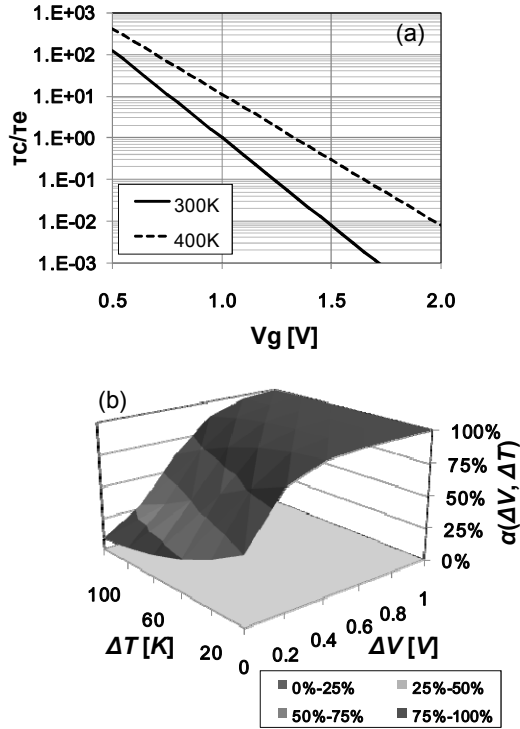 (a)
1.E+03
1.E+02
1.E+01
1.E+00
1.E-01
1.E-02
1.E-03
τc/τe
300K
400K
0.5 1.0 1.5 2.0
Vg [V]
(b)
100%
75%
50%
25%
0%
α(ΔV, ΔT)
100
60
20
ΔT [K]
0 0.2 0.4 0.6 0.8 1
ΔV [V]
0%-25% 25%-50%
50%-75% 75%-100%